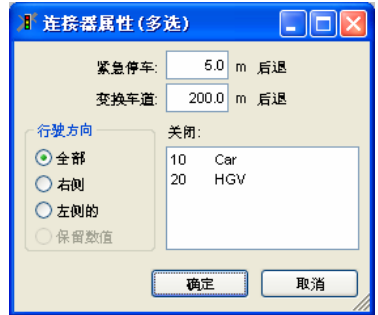 连接器属性(多选)
紧急停车: 5.0 m 后退
变换车道: 200.0 m 后退
行驶方向
全部
右侧
左侧的
保留数值
关闭:
10 Car
20 HGV
确定 取消